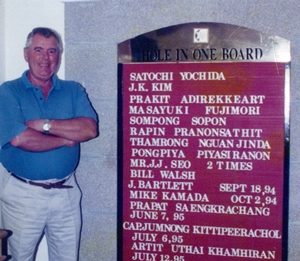 HOLE IN ONE BOARD
SATOCHI YOCHIDA
J.K. KIM
PRAKIT ADIREKKEART
MASAYUKI FUJIMORI
SOMPONG SOPON
RAPIN PRANONSATHIT
THAMRONG NGUANJINDA
PONGPIYA PIYASIRANON
MR.J.J. SEO 2 TIMES
BILL WALSH
J.BARTLETT SEPT 18,94
MIKE KAMADA OCT 2,94
PRAPAT SAENGKRACHANG
JUNE 7, 95
CAPJUMNONG KITTIPEERACHOL
JULY 6,95
ARTIT UTHAI KHAMHIRAN
JULY 12,95